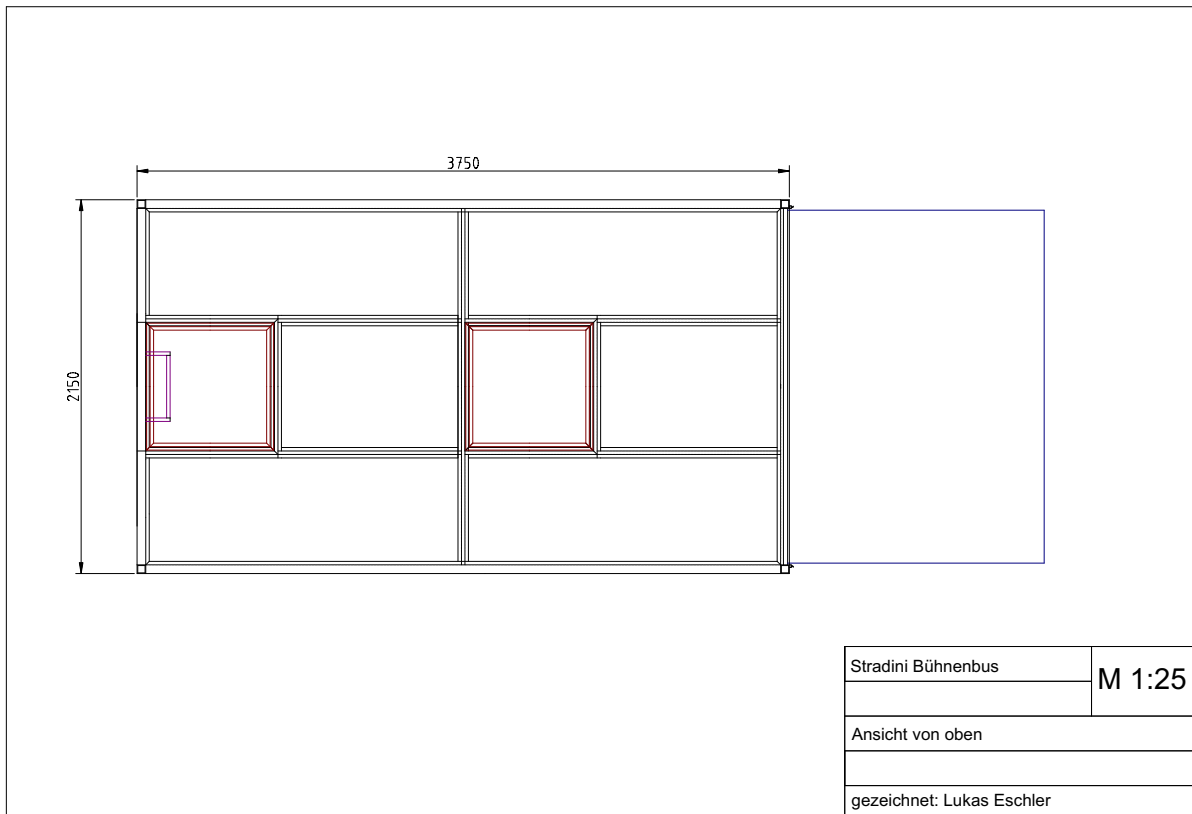 3750
2150
Stradini Bühnenbus
M 1:25
Ansicht von oben
gezeichnet: Lukas Eschler